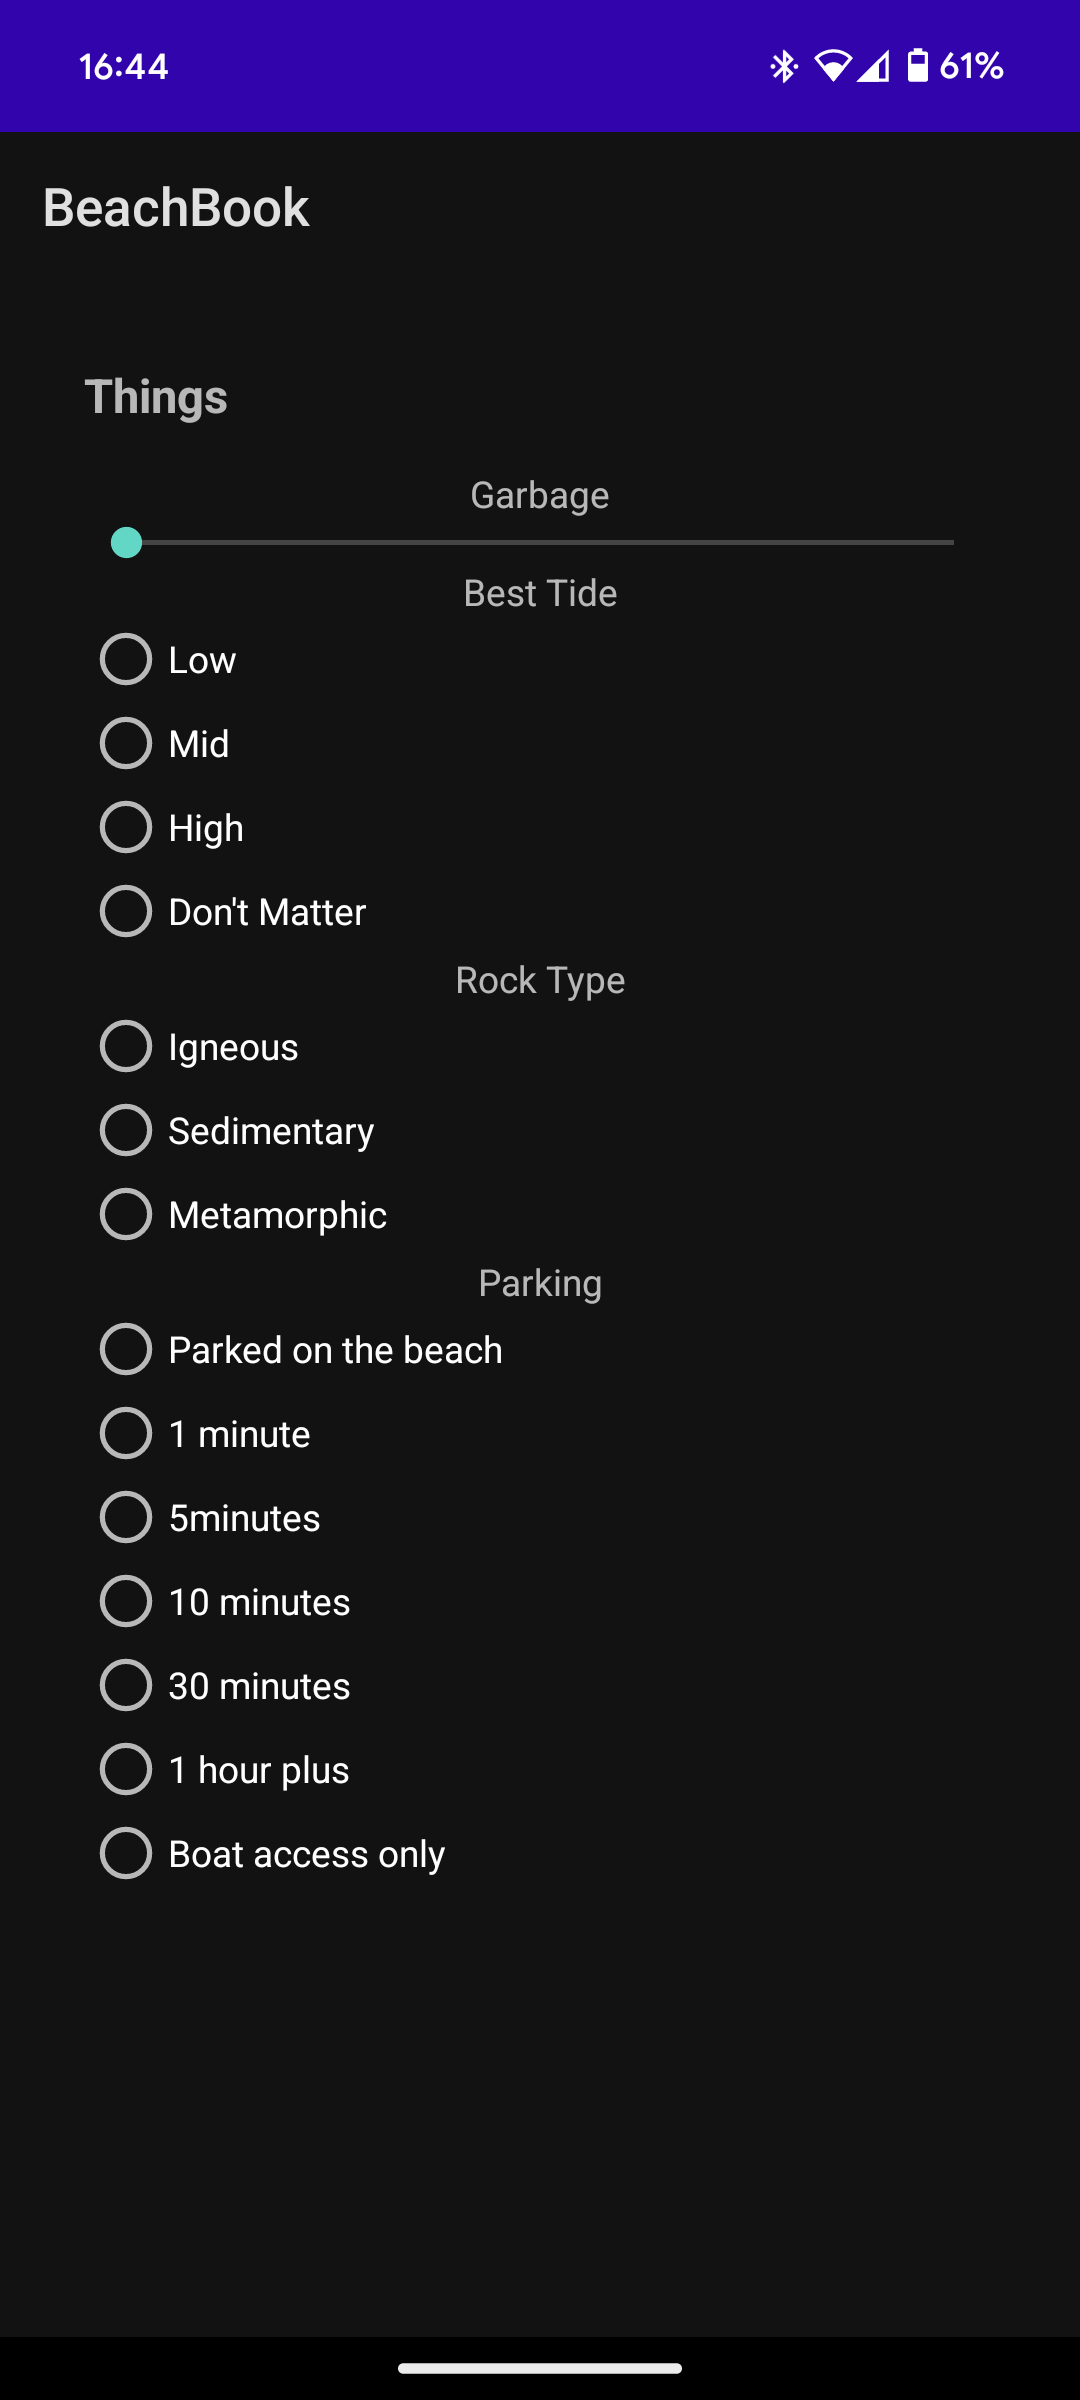 16:44
61%
BeachBook
Things
Garbage
Best Tide
Low
Mid
High
Don't Matter
Rock Type
Igneous
Sedimentary
Metamorphic
Parking
Parked on the beach
1 minute
5minutes
10 minutes
30 minutes
1 hour plus
Boat access only